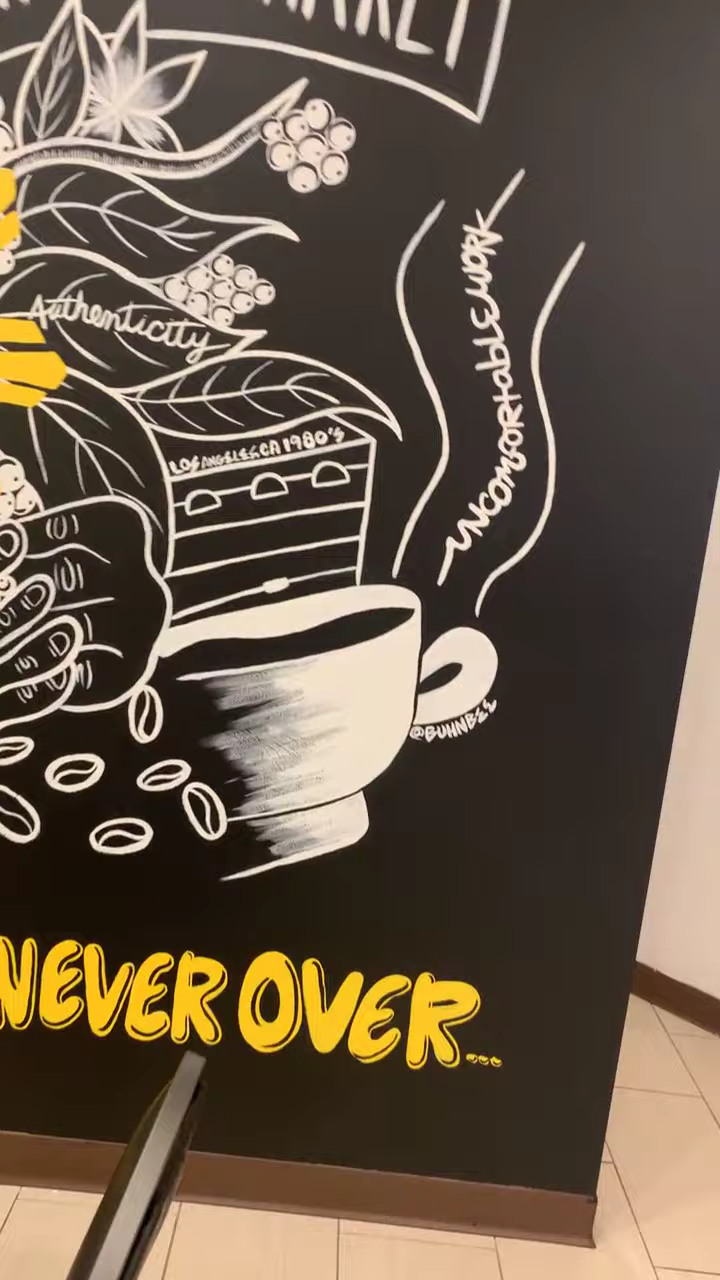 Authenticity
LOS ANGELES, CA 1980'S
UNCOMFORTABLE WORK
@BUHNBEE
NEVER OVER...